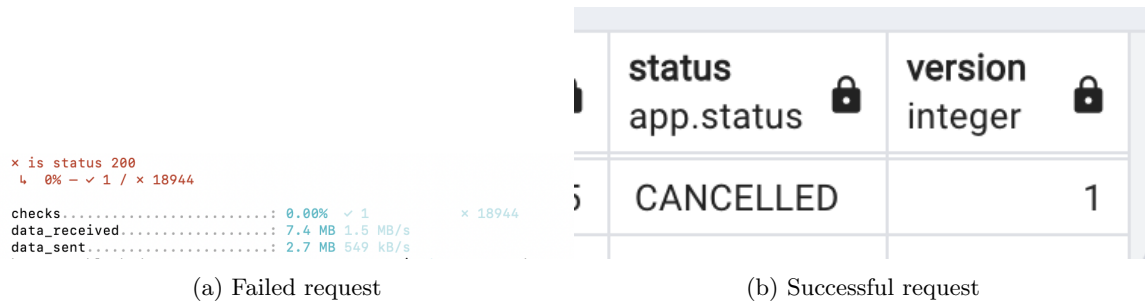 × is status 200
↳ 0% — ✓ 1 / × 18944
checks.........................: 0.00% ✓ 1 × 18944
data_received..................: 7.4 MB 1.5 MB/s
data_sent......................: 2.7 MB 549 kB/s
status
app.status
version
integer
5
CANCELLED
1
(a) Failed request
(b) Successful request